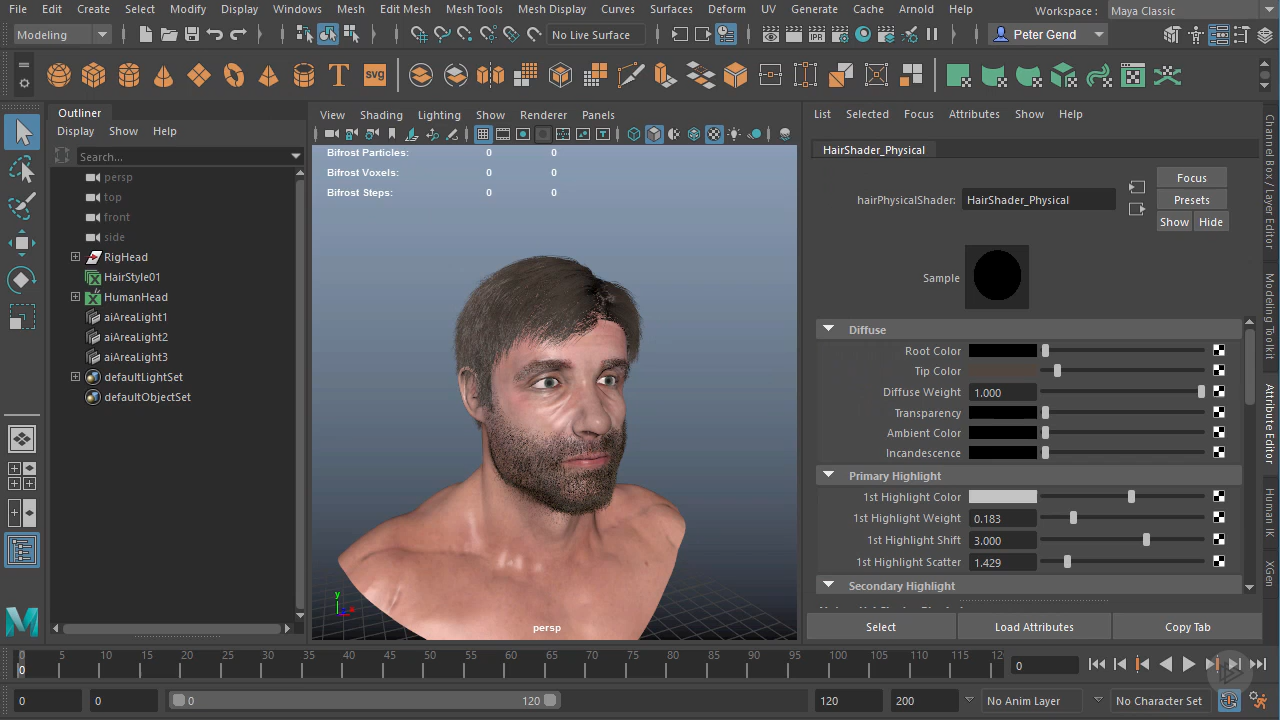 File Edit Create Select Modify Display Windows Mesh Edit Mesh Mesh Tools Mesh Display Curves Surfaces Deform UV Generate Cache Arnold Help Workspace : Maya Classic
Modeling No Live Surface IPR Peter Gend
T SVG
Outliner
Display Show Help
Search...
persp
top
front
side
RigHead
HairStyle01
HumanHead
aiAreaLight1
aiAreaLight2
aiAreaLight3
defaultLightSet
defaultObjectSet
View Shading Lighting Show Renderer Panels
Bifrost Particles: 0 0
Bifrost Voxels: 0 0
Bifrost Steps: 0 0
y
persp
List Selected Focus Attributes Show Help
HairShader_Physical
hairPhysicalShader: HairShader_Physical
Focus
Presets
Show Hide
Sample
Diffuse
Root Color
Tip Color
Diffuse Weight 1.000
Transparency
Ambient Color
Incandescence
Primary Highlight
1st Highlight Color
1st Highlight Weight 0.183
1st Highlight Shift 3.000
1st Highlight Scatter 1.429
Secondary Highlight
Select Load Attributes Copy Tab
Channel Box / Layer Editor
Modeling Toolkit
Attribute Editor
Human IK
XGen
0 5 10 15 20 25 30 35 40 45 50 55 60 65 70 75 80 85 90 95 100 105 110 115 12
0 0
0 0 0 120 120 200 No Anim Layer No Character Set